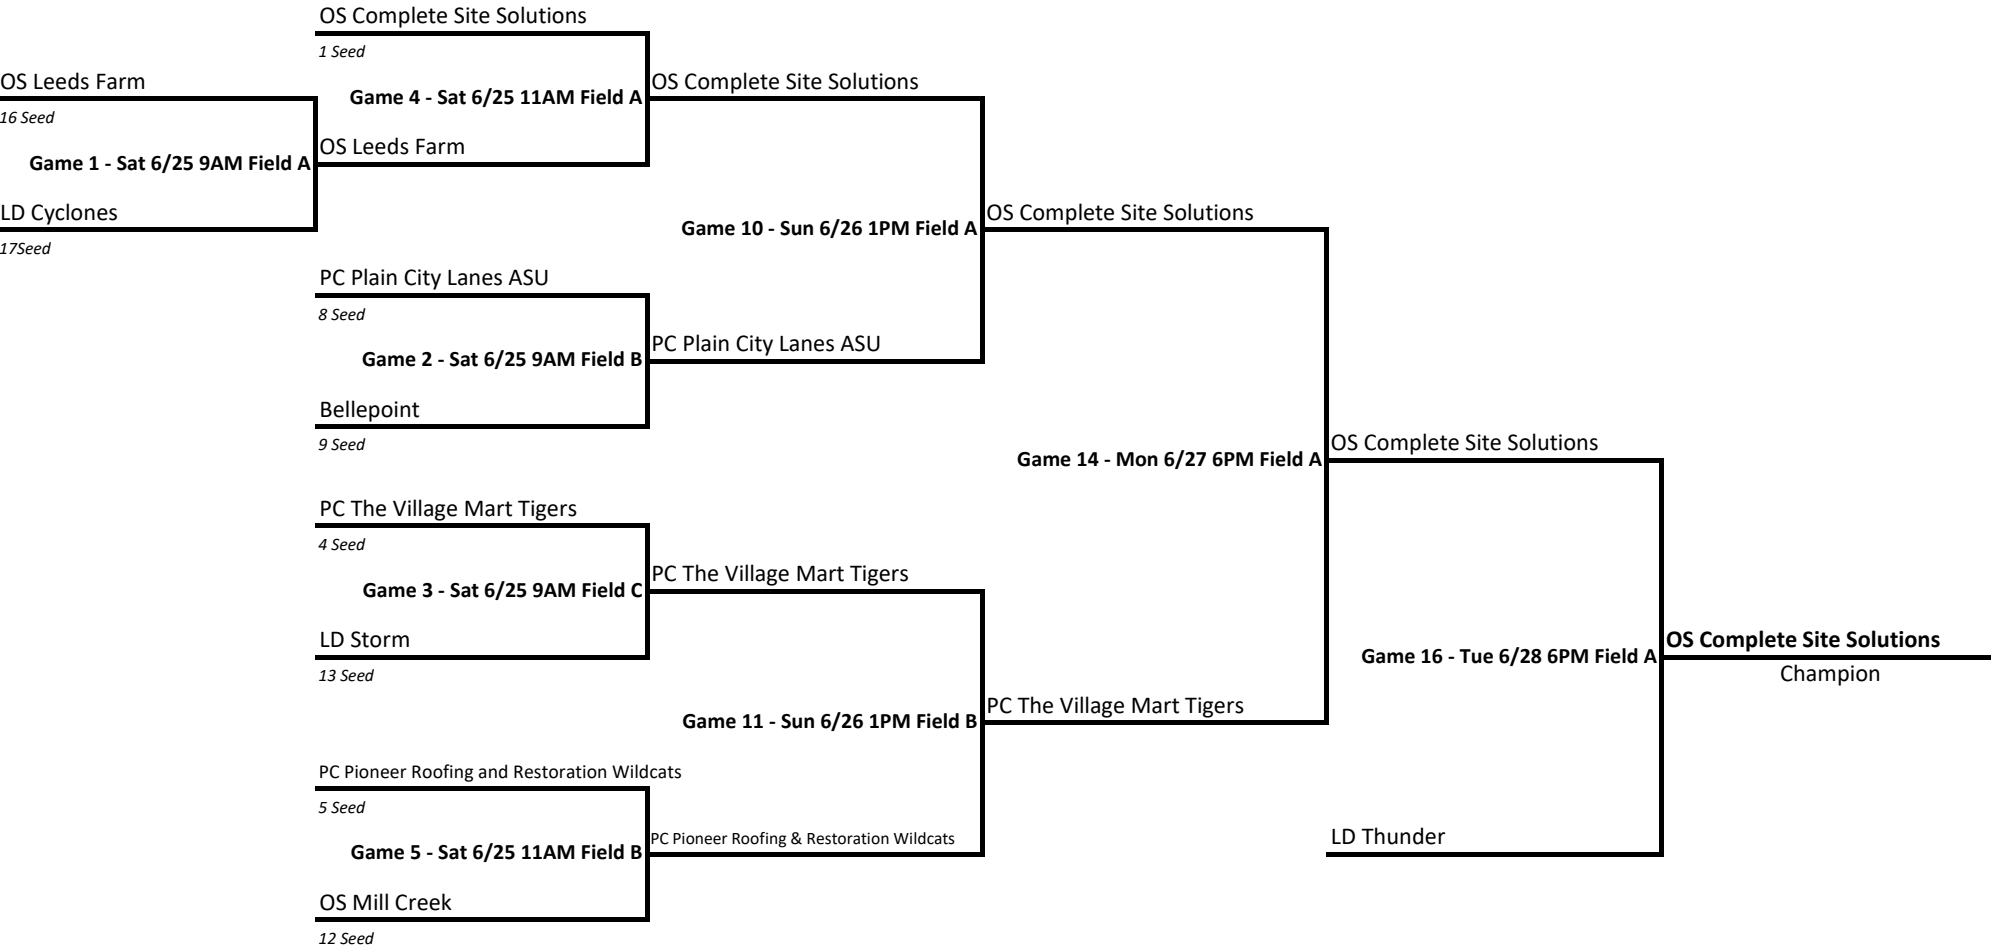 OS Complete Site Solutions
1 Seed
OS Leeds Farm
16 Seed
Game 4 - Sat 6/25 11AM Field A
OS Complete Site Solutions
OS Leeds Farm
Game 1 - Sat 6/25 9AM Field A
LD Cyclones
17Seed
Game 10 - Sun 6/26 1PM Field A
OS Complete Site Solutions
PC Plain City Lanes ASU
8 Seed
Game 2 - Sat 6/25 9AM Field B
PC Plain City Lanes ASU
Bellepoint
9 Seed
Game 14 - Mon 6/27 6PM Field A
OS Complete Site Solutions
PC The Village Mart Tigers
4 Seed
Game 3 - Sat 6/25 9AM Field C
PC The Village Mart Tigers
LD Storm
13 Seed
Game 16 - Tue 6/28 6PM Field A
OS Complete Site Solutions
Champion
Game 11 - Sun 6/26 1PM Field B
PC The Village Mart Tigers
PC Pioneer Roofing and Restoration Wildcats
5 Seed
Game 5 - Sat 6/25 11AM Field B
PC Pioneer Roofing & Restoration Wildcats
LD Thunder
OS Mill Creek
12 Seed